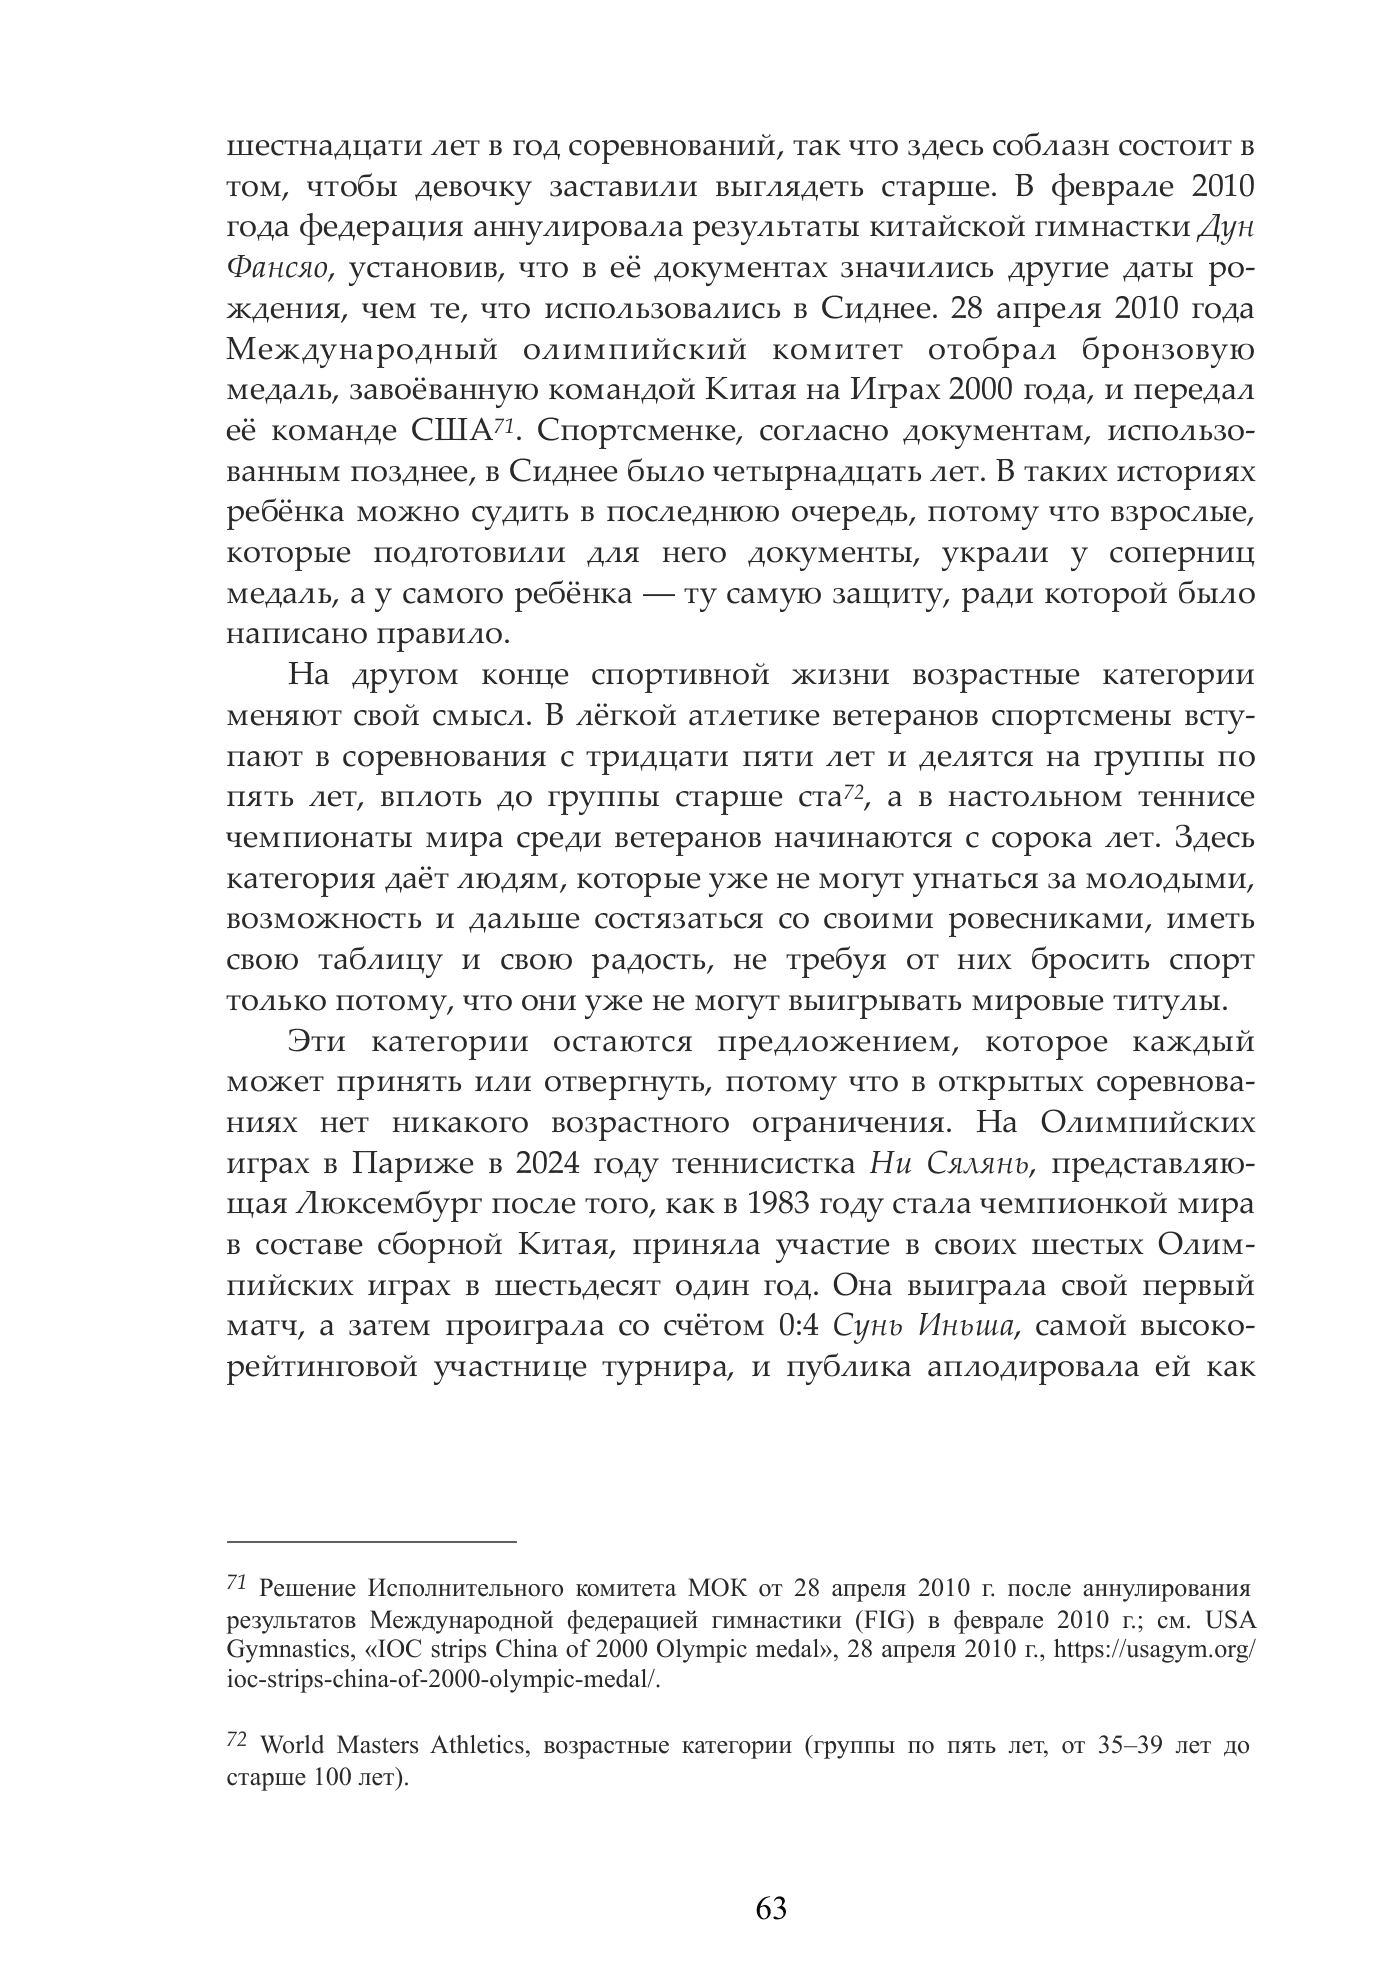 шестнадцати лет в год соревнований, так что здесь соблазн состоит в
том, чтобы девочку заставили выглядеть старше. В феврале 2010
года федерация аннулировала результаты китайской гимнастки Дун
Фансяо, установив, что в её документах значились другие даты ро-
ждения, чем те, что использовались в Сиднее. 28 апреля 2010 года
Международный олимпийский комитет отобрал бронзовую
медаль, завоёванную командой Китая на Играх 2000 года, и передал
её команде США71. Спортсменке, согласно документам, использо-
ванным позднее, в Сиднее было четырнадцать лет. В таких историях
ребёнка можно судить в последнюю очередь, потому что взрослые,
которые подготовили для него документы, украли у соперниц
медаль, а у самого ребёнка — ту самую защиту, ради которой было
написано правило.
На другом конце спортивной жизни возрастные категории
меняют свой смысл. В лёгкой атлетике ветеранов спортсмены всту-
пают в соревнования с тридцати пяти лет и делятся на группы по
пять лет, вплоть до группы старше ста72, а в настольном теннисе
чемпионаты мира среди ветеранов начинаются с сорока лет. Здесь
категория даёт людям, которые уже не могут угнаться за молодыми,
возможность и дальше состязаться со своими ровесниками, иметь
свою таблицу и свою радость, не требуя от них бросить спорт
только потому, что они уже не могут выигрывать мировые титулы.
Эти категории остаются предложением, которое каждый
может принять или отвергнуть, потому что в открытых соревнова-
ниях нет никакого возрастного ограничения. На Олимпийских
играх в Париже в 2024 году теннисистка Ни Сялянь, представляю-
щая Люксембург после того, как в 1983 году стала чемпионкой мира
в составе сборной Китая, приняла участие в своих шестых Олим-
пийских играх в шестьдесят один год. Она выиграла свой первый
матч, а затем проиграла со счётом 0:4 Сунь Иньша, самой высоко-
рейтинговой участнице турнира, и публика аплодировала ей как
71 Решение Исполнительного комитета МОК от 28 апреля 2010 г. после аннулирования
результатов Международной федерацией гимнастики (FIG) в феврале 2010 г.; см. USA
Gymnastics, «IOC strips China of 2000 Olympic medal», 28 апреля 2010 г., https://usagym.org/
ioc-strips-china-of-2000-olympic-medal/.
72 World Masters Athletics, возрастные категории (группы по пять лет, от 35–39 лет до
старше 100 лет).
63